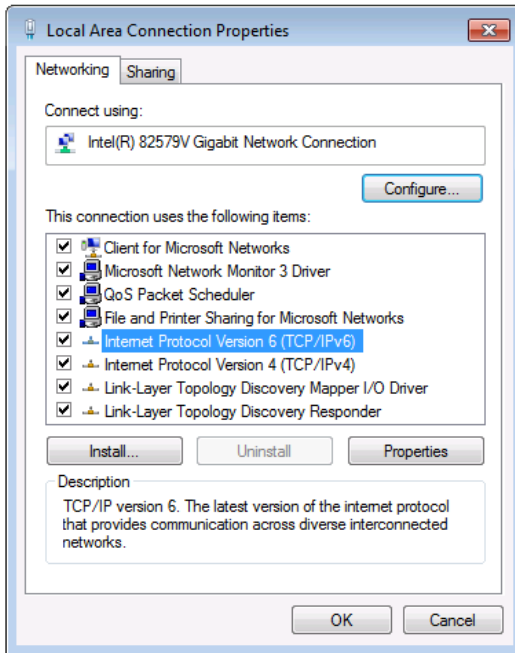 Local Area Connection Properties
Networking
Sharing
Connect using:
Intel(R) 82579V Gigabit Network Connection
Configure...
This connection uses the following items:
Client for Microsoft Networks
Microsoft Network Monitor 3 Driver
QoS Packet Scheduler
File and Printer Sharing for Microsoft Networks
Internet Protocol Version 6 (TCP/IPv6)
Internet Protocol Version 4 (TCP/IPv4)
Link-Layer Topology Discovery Mapper I/O Driver
Link-Layer Topology Discovery Responder
Install...
Uninstall
Properties
Description
TCP/IP version 6. The latest version of the internet protocol
that provides communication across diverse interconnected
networks.
OK
Cancel